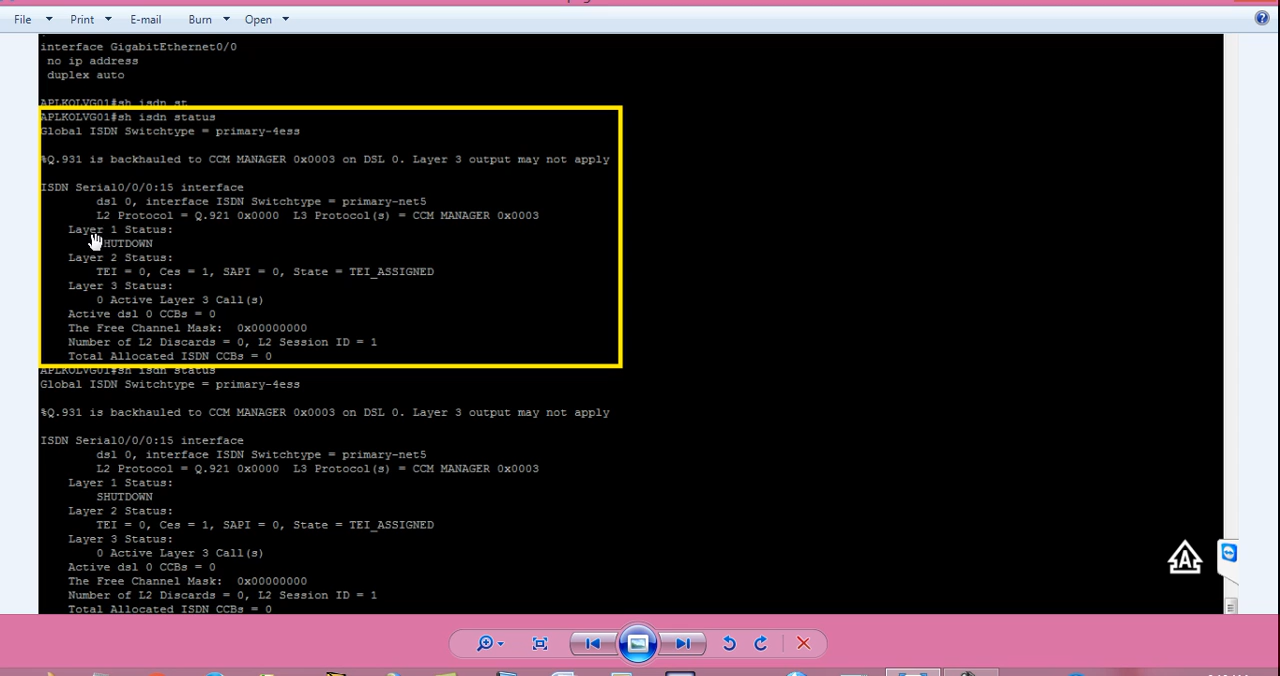 File Print E-mail Burn Open
interface GigabitEthernet0/0
no ip address
duplex auto
APLKOLVG01#sh isdn st
APLKOLVG01#sh isdn status
Global ISDN Switchtype = primary-4ess
%Q.931 is backhauled to CCM MANAGER 0x0003 on DSL 0. Layer 3 output may not apply
ISDN Serial0/0/0:15 interface
dsl 0, interface ISDN Switchtype = primary-net5
L2 Protocol = Q.921 0x0000 L3 Protocol(s) = CCM MANAGER 0x0003
Layer 1 Status:
HUTDOWN
Layer 2 Status:
TEI = 0, Ces = 1, SAPI = 0, State = TEI_ASSIGNED
Layer 3 Status:
0 Active Layer 3 Call(s)
Active dsl 0 CCBs = 0
The Free Channel Mask: 0x00000000
Number of L2 Discards = 0, L2 Session ID = 1
Total Allocated ISDN CCBs = 0
APLKOLVG01#sh isdn status
Global ISDN Switchtype = primary-4ess
%Q.931 is backhauled to CCM MANAGER 0x0003 on DSL 0. Layer 3 output may not apply
ISDN Serial0/0/0:15 interface
dsl 0, interface ISDN Switchtype = primary-net5
L2 Protocol = Q.921 0x0000 L3 Protocol(s) = CCM MANAGER 0x0003
Layer 1 Status:
SHUTDOWN
Layer 2 Status:
TEI = 0, Ces = 1, SAPI = 0, State = TEI_ASSIGNED
Layer 3 Status:
0 Active Layer 3 Call(s)
Active dsl 0 CCBs = 0
The Free Channel Mask: 0x00000000
Number of L2 Discards = 0, L2 Session ID = 1
Total Allocated ISDN CCBs = 0